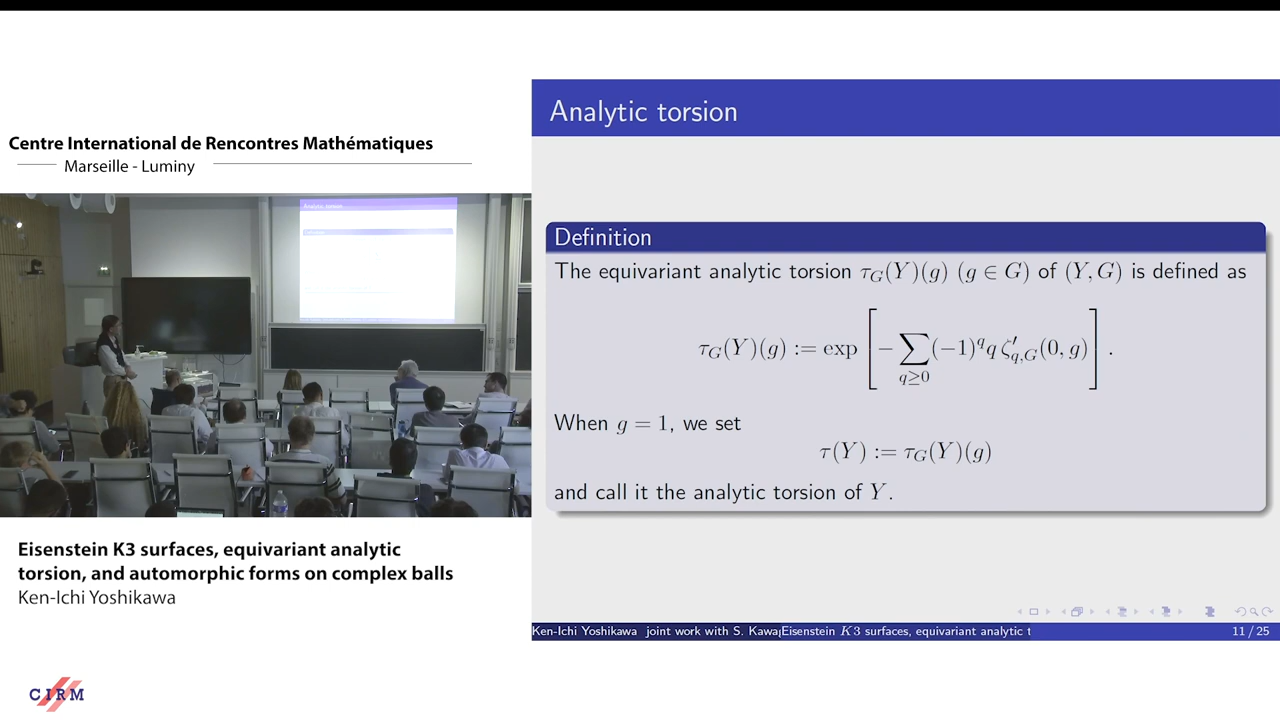 Centre International de Rencontres Mathématiques
Marseille - Luminy
Eisenstein K3 surfaces, equivariant analytic
torsion, and automorphic forms on complex balls
Ken-Ichi Yoshikawa
CIRM
Analytic torsion
Definition
The equivariant analytic torsion τ_G(Y)(g) (g ∈ G) of (Y, G) is defined as
τ_G(Y)(g) := exp [ − ∑_{q≥0} (−1)^q q ζ′_{q,G}(0, g) ] .
When g = 1, we set
τ(Y) := τ_G(Y)(g)
and call it the analytic torsion of Y.
Ken-Ichi Yoshikawa joint work with S. Kawa Eisenstein K3 surfaces, equivariant analytic t 11 / 25